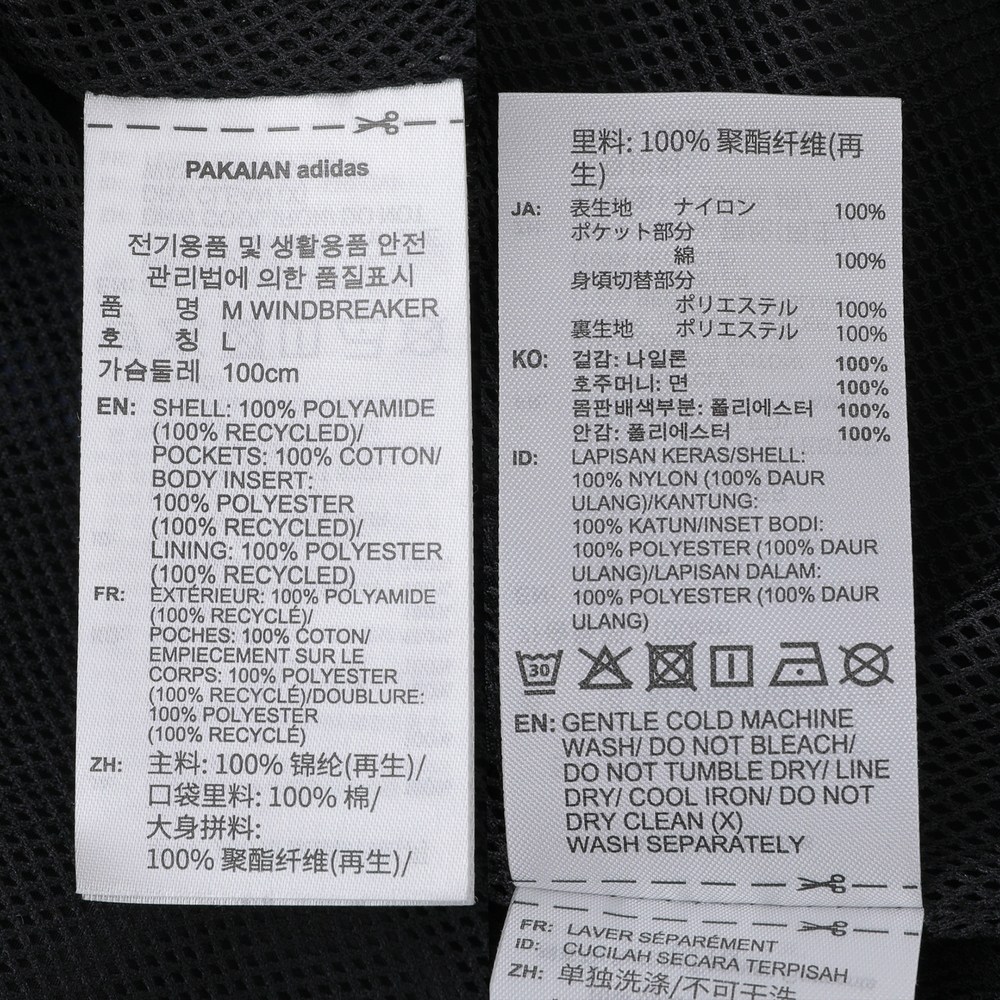 PAKAIAN adidas
전기용품 및 생활용품 안전
관리법에 의한 품질표시
품 명 M WINDBREAKER
호 칭 L
가슴둘레 100cm
EN: SHELL: 100% POLYAMIDE
(100% RECYCLED)/
POCKETS: 100% COTTON/
BODY INSERT:
100% POLYESTER
(100% RECYCLED)/
LINING: 100% POLYESTER
(100% RECYCLED)
FR: EXTÉRIEUR: 100% POLYAMIDE
(100% RECYCLÉ)/
POCHES: 100% COTON/
EMPIECEMENT SUR LE
CORPS: 100% POLYESTER
(100% RECYCLÉ)/DOUBLURE:
100% POLYESTER
(100% RECYCLÉ)
ZH: 主料: 100% 锦纶(再生)/
口袋里料: 100% 棉/
大身拼料:
100% 聚酯纤维(再生)/
里料: 100% 聚酯纤维(再
生)
JA: 表生地 ナイロン 100%
ポケット部分
綿 100%
身頃切替部分
ポリエステル 100%
裏生地 ポリエステル 100%
KO: 겉감: 나일론 100%
호주머니: 면 100%
몸판배색부분: 폴리에스터 100%
안감: 폴리에스터 100%
ID: LAPISAN KERAS/SHELL:
100% NYLON (100% DAUR
ULANG)/KANTUNG:
100% KATUN/INSET BODI:
100% POLYESTER (100% DAUR
ULANG)/LAPISAN DALAM:
100% POLYESTER (100% DAUR
ULANG)
30
EN: GENTLE COLD MACHINE
WASH/ DO NOT BLEACH/
DO NOT TUMBLE DRY/ LINE
DRY/ COOL IRON/ DO NOT
DRY CLEAN (X)
WASH SEPARATELY
FR: LAVER SÉPARÉMENT
ID: CUCILAH SECARA TERPISAH
ZH: 单独洗涤/不可干洗